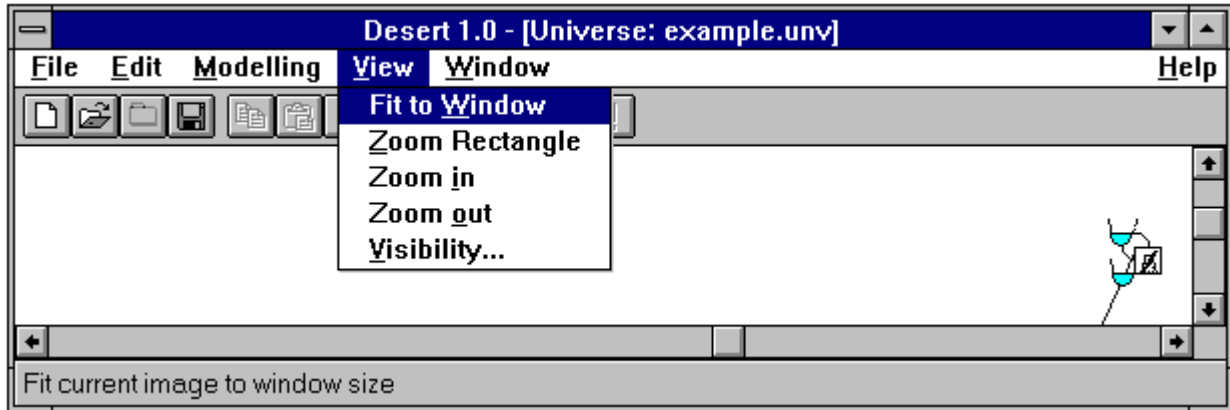 Desert 1.0 - [Universe: example.unv]
File Edit Modelling View Window Help
Fit to Window
Zoom Rectangle
Zoom in
Zoom out
Visibility...
Fit current image to window size